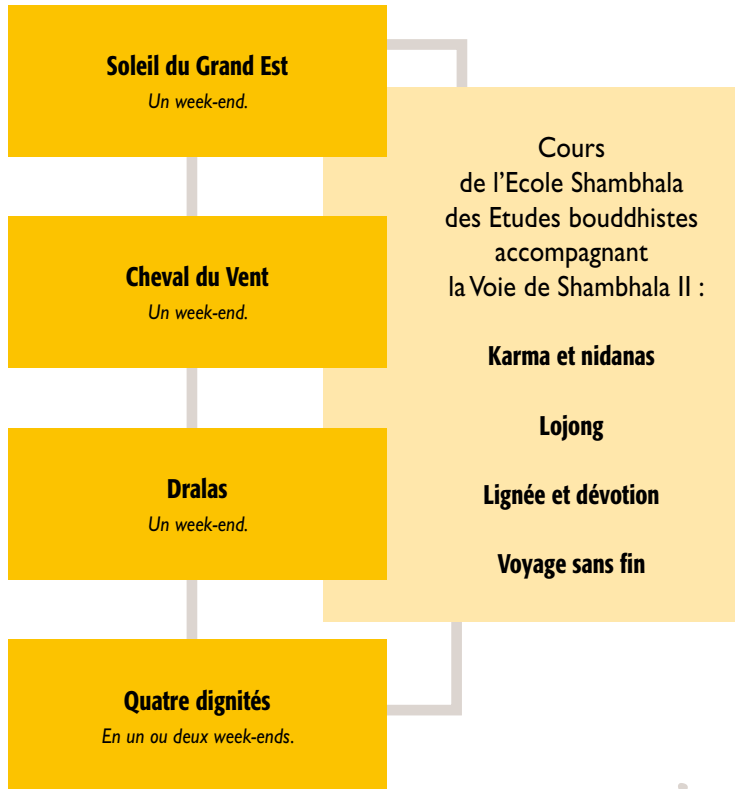 Soleil du Grand Est
Un week-end.
Cheval du Vent
Un week-end.
Dralas
Un week-end.
Quatre dignités
En un ou deux week-ends.
Cours
de l’Ecole Shambhala
des Etudes bouddhistes
accompagnant
la Voie de Shambhala II :
Karma et nidanas
Lojong
Lignée et dévotion
Voyage sans fin